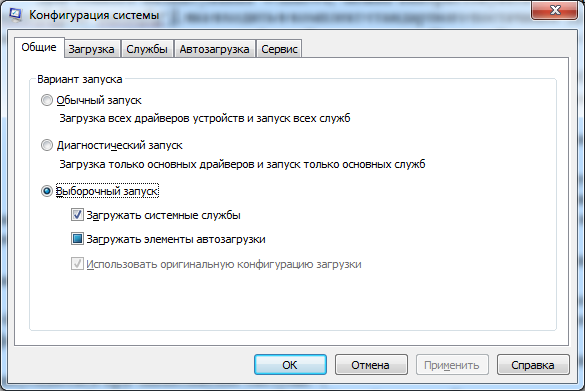 Конфигурация системы
Общие Загрузка Службы Автозагрузка Сервис
Вариант запуска
Обычный запуск
Загрузка всех драйверов устройств и запуск всех служб
Диагностический запуск
Загрузка только основных драйверов и запуск только основных служб
Выборочный запуск
Загружать системные службы
Загружать элементы автозагрузки
Использовать оригинальную конфигурацию загрузки
ОК Отмена Применить Справка